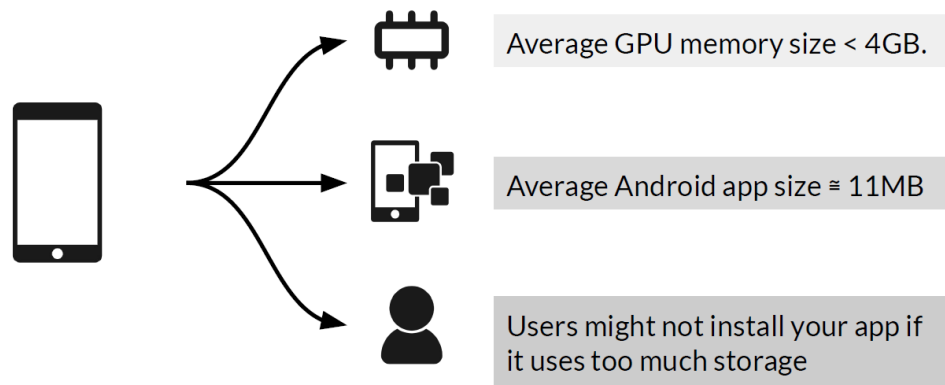 Average GPU memory size < 4GB.
Average Android app size ≅ 11MB
Users might not install your app if
it uses too much storage